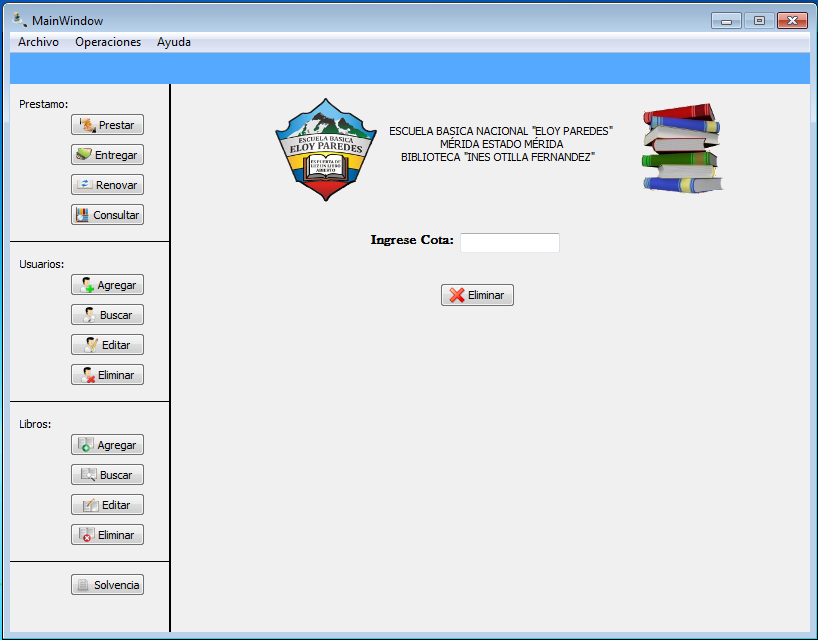 MainWindow
Archivo Operaciones Ayuda
Prestamo:
Prestar
Entregar
Renovar
Consultar
Usuarios:
Agregar
Buscar
Editar
Eliminar
Libros:
Agregar
Buscar
Editar
Eliminar
Solvencia
ESCUELA BASICA
ELOY PAREDES
ABIERTO
ESCUELA BASICA NACIONAL "ELOY PAREDES"
MÉRIDA ESTADO MÉRIDA
BIBLIOTECA "INES OTILLA FERNANDEZ"
Ingrese Cota:
Eliminar